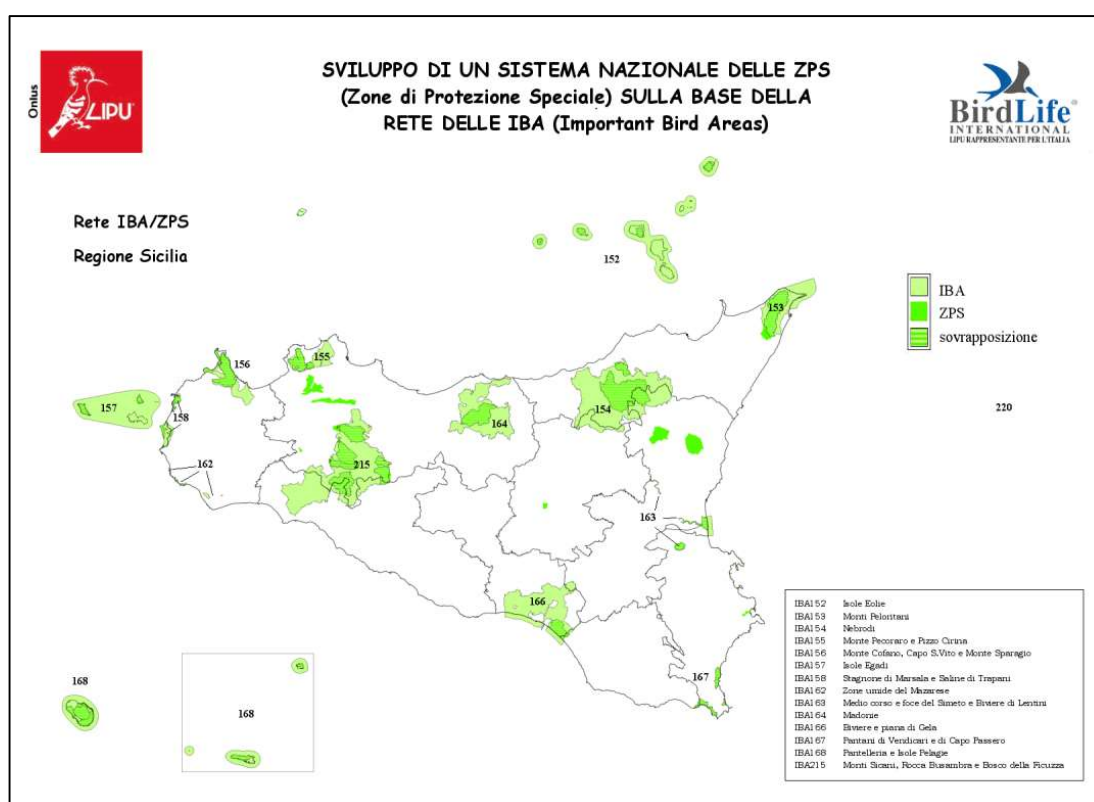 Onlus
LIPU
SVILUPPO DI UN SISTEMA NAZIONALE DELLE ZPS
(Zone di Protezione Speciale) SULLA BASE DELLA
RETE DELLE IBA (Important Bird Areas)
BirdLife®
INTERNATIONAL
LIPU RAPPRESENTANTE PER L'ITALIA
Rete IBA/ZPS
Regione Sicilia
152
IBA
ZPS
sovrapposizione
153
155
156
157
158
154
164
220
162
215
163
166
167
168
168
IBA152 Isole Eolie
IBA153 Monti Peloritani
IBA154 Nebrodi
IBA155 Monte Pecoraro e Pizzo Cirina
IBA156 Monte Cofano, Capo S.Vito e Monte Sparagio
IBA157 Isole Egadi
IBA158 Stagnone di Marsala e Saline di Trapani
IBA162 Zone umide del Mazarese
IBA163 Medio corso e foce del Simeto e Biviere di Lentini
IBA164 Madonie
IBA166 Biviere e piana di Gela
IBA167 Pantani di Vendicari e di Capo Passero
IBA168 Pantelleria e Isole Pelagie
IBA215 Monti Sicani, Rocca Busambra e Bosco della Ficuzza